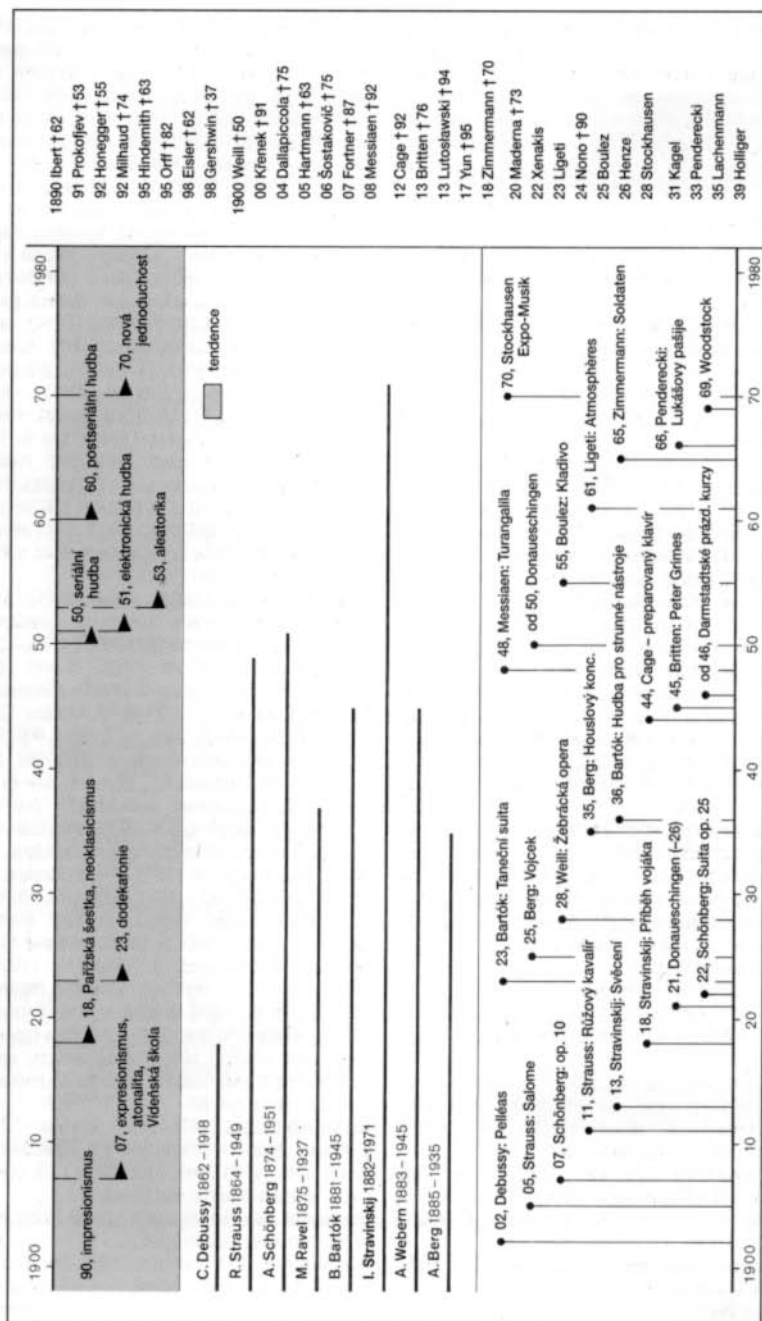 1900
10
20
30
40
50
60
70
1980
90, impresionismus
18, Pařížská šestka, neoklasicismus
50, seriální
hudba
60, postseriální hudba
07, expresionismus,
atonalita,
Vídeňská škola
23, dodekafonie
51, elektronická hudba
70, nová
jednoduchost
53, aleatorika
tendence
C. Debussy 1862–1918
R. Strauss 1864–1949
A. Schönberg 1874–1951
M. Ravel 1875–1937
B. Bartók 1881–1945
I. Stravinskij 1882–1971
A. Webern 1883–1945
A. Berg 1885–1935
02, Debussy: Pelléas
23, Bartók: Taneční suita
48, Messiaen: Turangalila
70, Stockhausen
Expo-Musik
05, Strauss: Salome
25, Berg: Vojcek
od 50, Donaueschingen
07, Schönberg: op. 10
28, Weill: Žebrácká opera
55, Boulez: Kladivo
11, Strauss: Růžový kavalír
35, Berg: Houslový konc.
61, Ligeti: Atmosphères
13, Stravinskij: Svěcení
36, Bartók: Hudba pro strunné nástroje
65, Zimmermann: Soldaten
18, Stravinskij: Příběh vojáka
44, Cage – preparovaný klavír
66, Penderecki:
Lukášovy pašije
21, Donaueschingen (–26)
45, Britten: Peter Grimes
22, Schönberg: Suita op. 25
od 46, Darmstadtské prázd. kurzy
69, Woodstock
1900
10
20
30
40
50
60
70
1980
1890 Ibert †62
91 Prokofjev †53
92 Honegger †55
92 Milhaud †74
95 Hindemith †63
95 Orff †82
98 Eisler †62
98 Gershwin †37
1900 Weill †50
00 Křenek †91
04 Dallapiccola †75
05 Hartmann †63
06 Šostakovič †75
07 Fortner †87
08 Messiaen †92
12 Cage †92
13 Britten †76
13 Lutosławski †94
17 Yun †95
18 Zimmermann †70
20 Maderna †73
22 Xenakis
23 Ligeti
24 Nono †90
25 Boulez
26 Henze
28 Stockhausen
31 Kagel
33 Penderecki
35 Lachenmann
39 Holliger